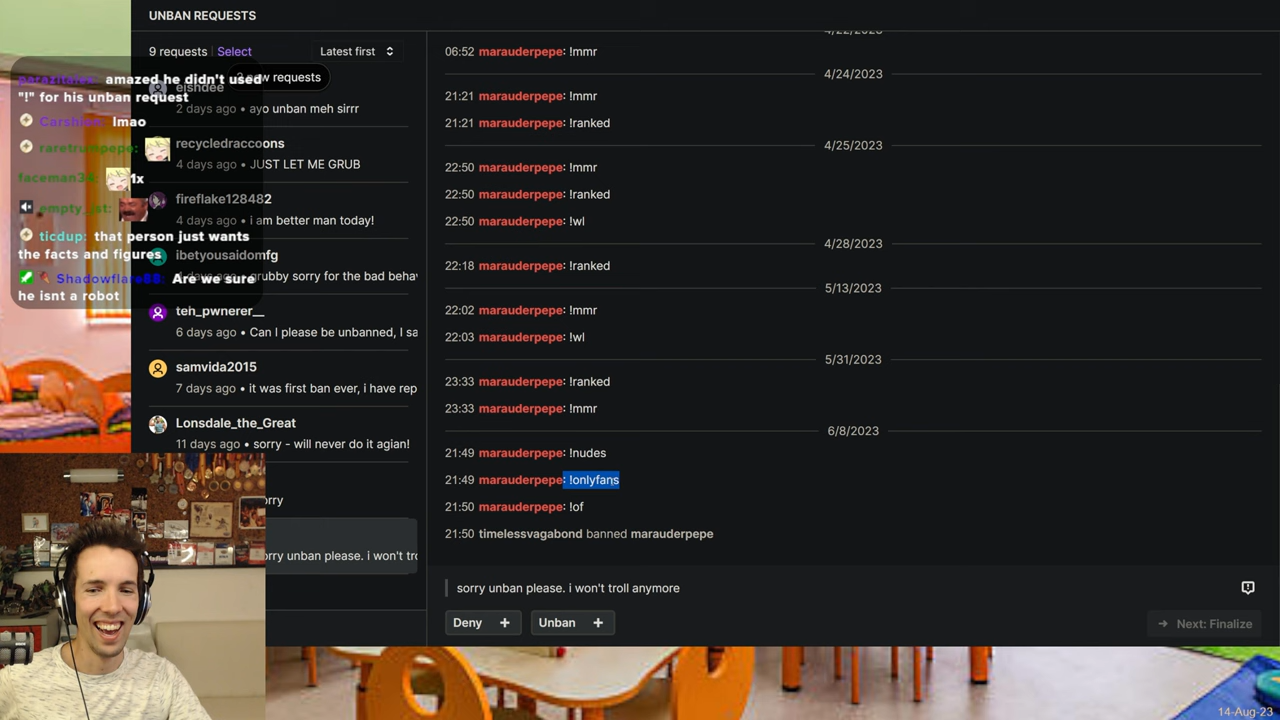 UNBAN REQUESTS
9 requests Select Latest first
w requests
eishdee
2 days ago • ayo unban meh sirr
recycledraccoons
4 days ago • JUST LET ME GRUB
fireflake128482
4 days ago • i am better man today!
ibetyousaidomfg
days ago • grubby sorry for the bad behav
teh_pwnerer__
6 days ago • Can I please be unbanned, I sa
samvida2015
7 days ago • it was first ban ever, i have rep
Lonsdale_the_Great
11 days ago • sorry - will never do it agian!
rry
orry unban please. i won't tro
amazed he didn't used
"!" for his unban request
Carshi lmao
raretrumpepe:
faceman34: 1x
empty_jst:
ticdup: that person just wants
the facts and figures
Shadowflare88: Are we sure
he isnt a robot
4/22/2023
06:52 marauderpepe: !mmr
4/24/2023
21:21 marauderpepe: !mmr
21:21 marauderpepe: !ranked
4/25/2023
22:50 marauderpepe: !mmr
22:50 marauderpepe: !ranked
22:50 marauderpepe: !wl
4/28/2023
22:18 marauderpepe: !ranked
5/13/2023
22:02 marauderpepe: !mmr
22:03 marauderpepe: !wl
5/31/2023
23:33 marauderpepe: !ranked
23:33 marauderpepe: !mmr
6/8/2023
21:49 marauderpepe: !nudes
21:49 marauderpepe: !onlyfans
21:50 marauderpepe: !of
21:50 timelessvagabond banned marauderpepe
sorry unban please. i won't troll anymore
Deny + Unban + Next: Finalize
14-Aug-23